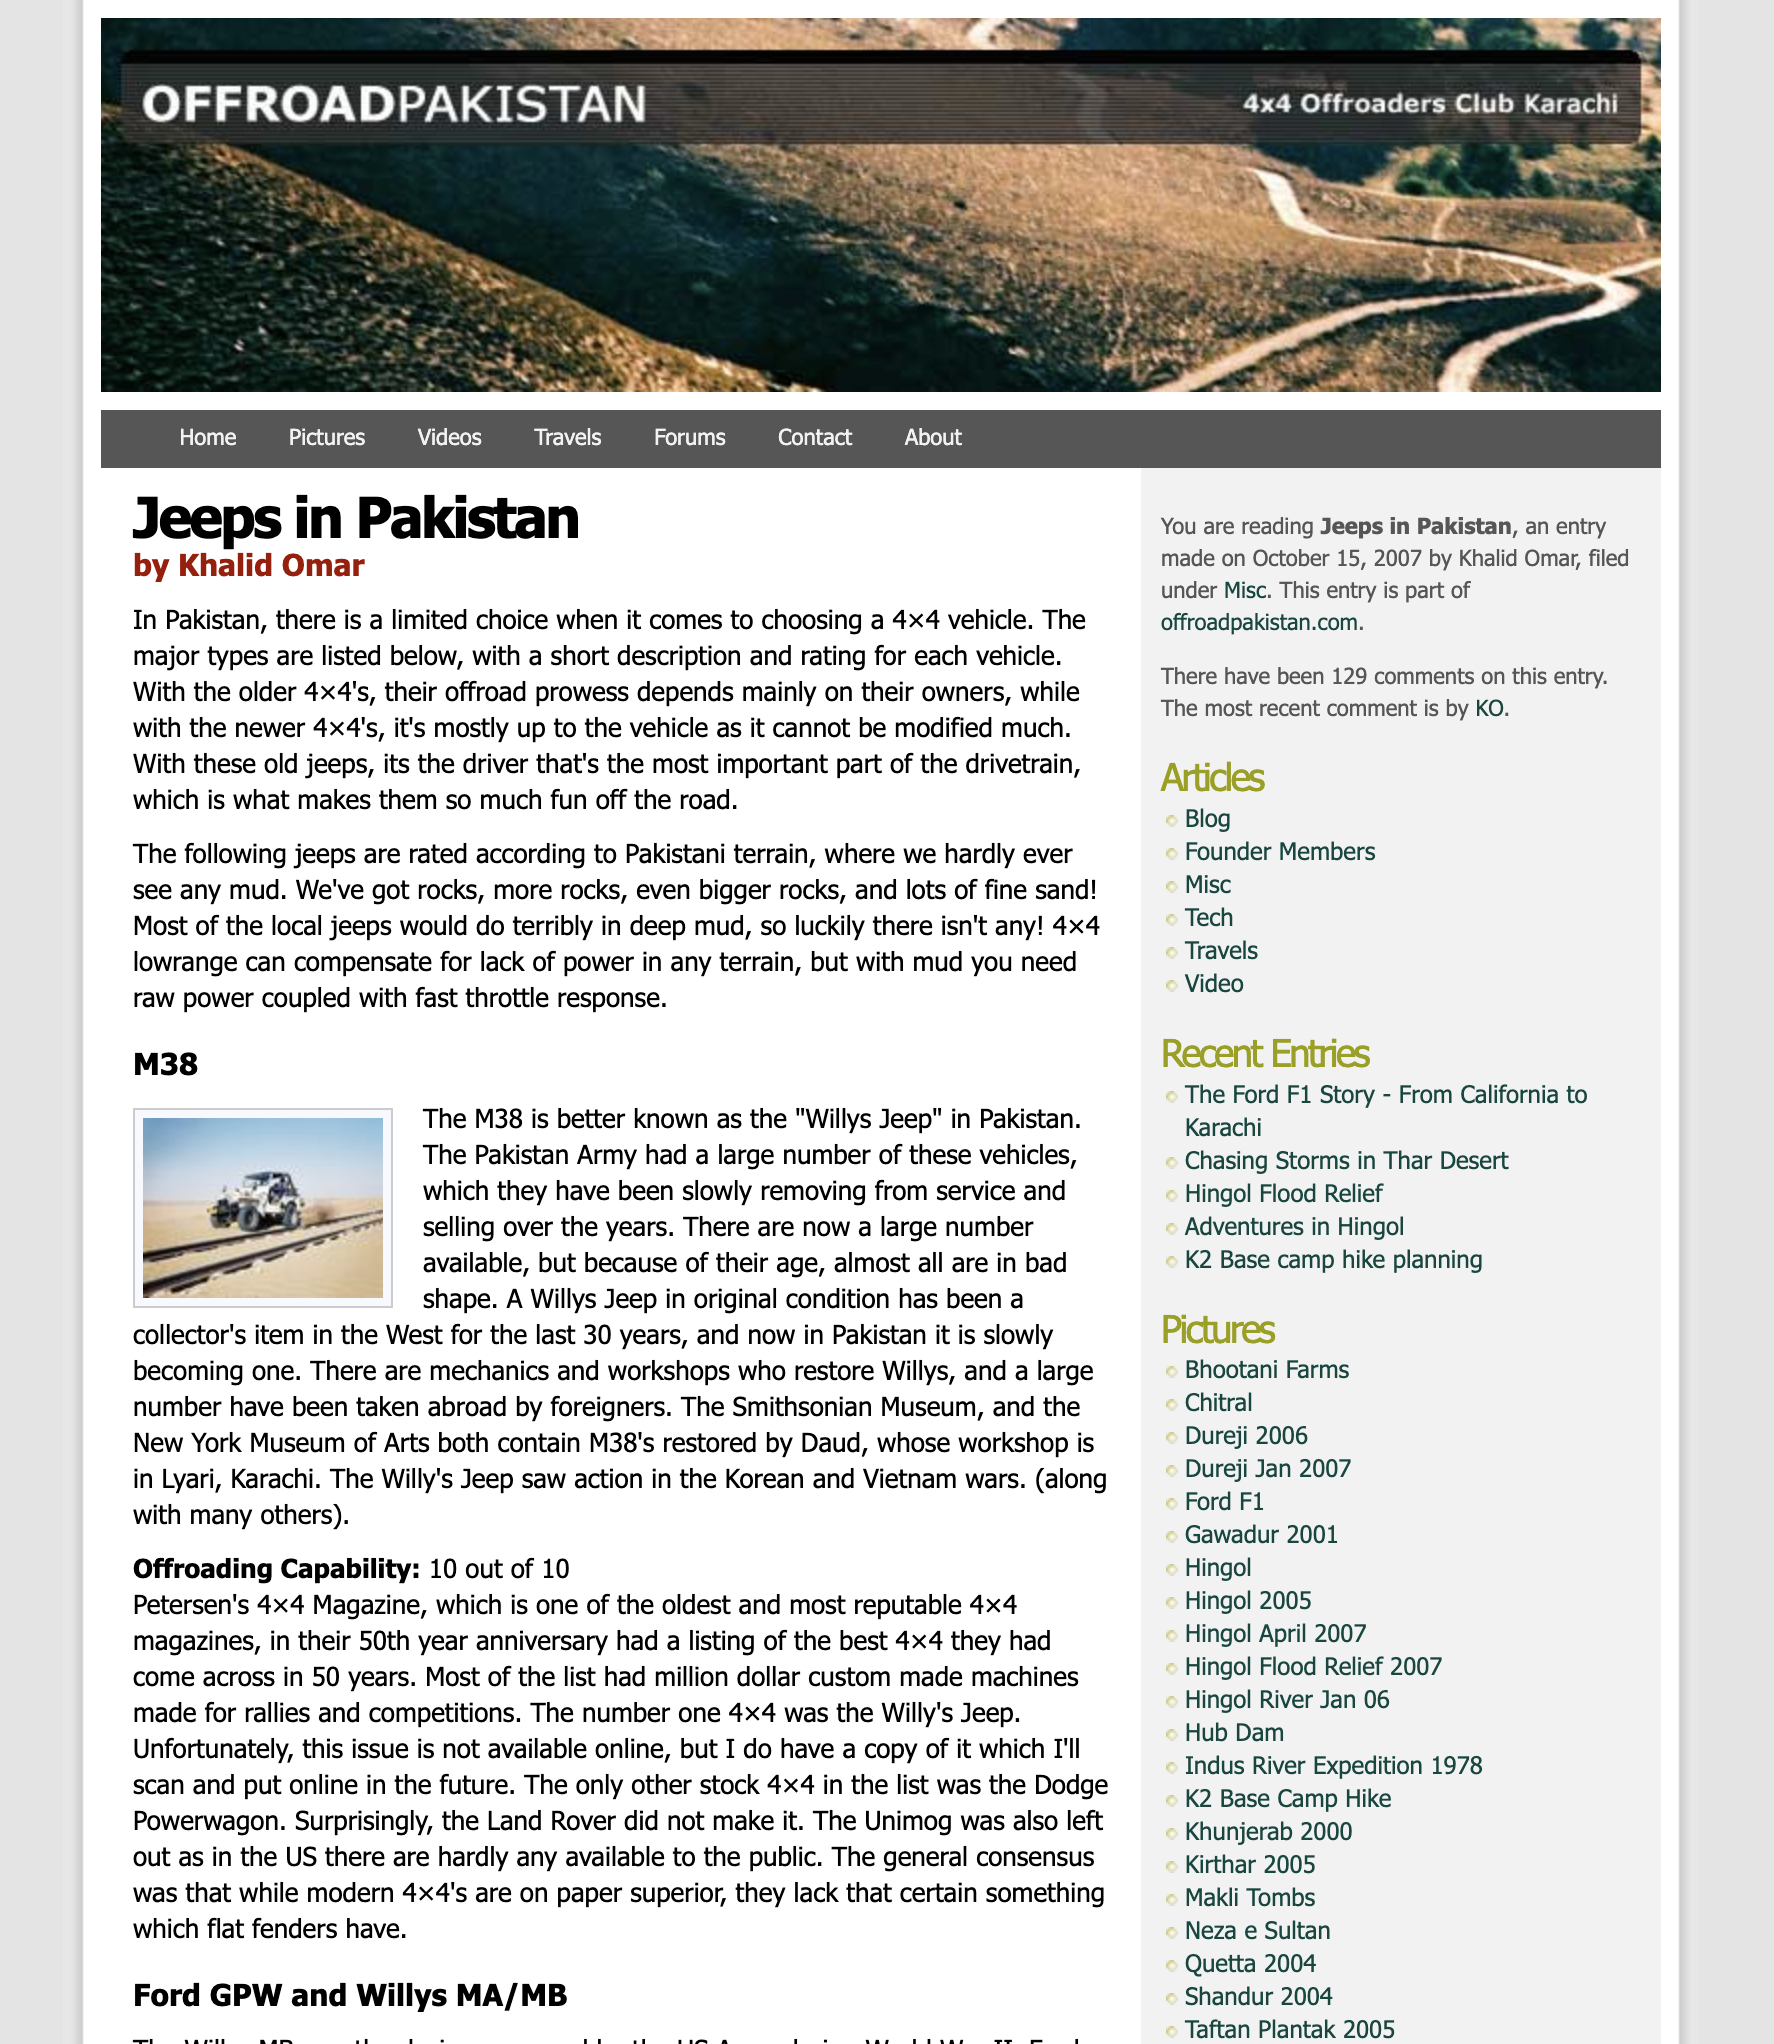 OFFROADPAKISTAN
4x4 Offroaders Club Karachi
Home Pictures Videos Travels Forums Contact About
Jeeps in Pakistan
by Khalid Omar
In Pakistan, there is a limited choice when it comes to choosing a 4×4 vehicle. The
major types are listed below, with a short description and rating for each vehicle.
With the older 4×4's, their offroad prowess depends mainly on their owners, while
with the newer 4×4's, it's mostly up to the vehicle as it cannot be modified much.
With these old jeeps, its the driver that's the most important part of the drivetrain,
which is what makes them so much fun off the road.
The following jeeps are rated according to Pakistani terrain, where we hardly ever
see any mud. We've got rocks, more rocks, even bigger rocks, and lots of fine sand!
Most of the local jeeps would do terribly in deep mud, so luckily there isn't any! 4×4
lowrange can compensate for lack of power in any terrain, but with mud you need
raw power coupled with fast throttle response.
M38
The M38 is better known as the "Willys Jeep" in Pakistan.
The Pakistan Army had a large number of these vehicles,
which they have been slowly removing from service and
selling over the years. There are now a large number
available, but because of their age, almost all are in bad
shape. A Willys Jeep in original condition has been a
collector's item in the West for the last 30 years, and now in Pakistan it is slowly
becoming one. There are mechanics and workshops who restore Willys, and a large
number have been taken abroad by foreigners. The Smithsonian Museum, and the
New York Museum of Arts both contain M38's restored by Daud, whose workshop is
in Lyari, Karachi. The Willy's Jeep saw action in the Korean and Vietnam wars. (along
with many others).
Offroading Capability: 10 out of 10
Petersen's 4×4 Magazine, which is one of the oldest and most reputable 4×4
magazines, in their 50th year anniversary had a listing of the best 4×4 they had
come across in 50 years. Most of the list had million dollar custom made machines
made for rallies and competitions. The number one 4×4 was the Willy's Jeep.
Unfortunately, this issue is not available online, but I do have a copy of it which I'll
scan and put online in the future. The only other stock 4×4 in the list was the Dodge
Powerwagon. Surprisingly, the Land Rover did not make it. The Unimog was also left
out as in the US there are hardly any available to the public. The general consensus
was that while modern 4×4's are on paper superior, they lack that certain something
which flat fenders have.
Ford GPW and Willys MA/MB
You are reading Jeeps in Pakistan, an entry
made on October 15, 2007 by Khalid Omar, filed
under Misc. This entry is part of
offroadpakistan.com.
There have been 129 comments on this entry.
The most recent comment is by KO.
Articles
Blog
Founder Members
Misc
Tech
Travels
Video
Recent Entries
The Ford F1 Story - From California to
Karachi
Chasing Storms in Thar Desert
Hingol Flood Relief
Adventures in Hingol
K2 Base camp hike planning
Pictures
Bhootani Farms
Chitral
Dureji 2006
Dureji Jan 2007
Ford F1
Gawadur 2001
Hingol
Hingol 2005
Hingol April 2007
Hingol Flood Relief 2007
Hingol River Jan 06
Hub Dam
Indus River Expedition 1978
K2 Base Camp Hike
Khunjerab 2000
Kirthar 2005
Makli Tombs
Neza e Sultan
Quetta 2004
Shandur 2004
Taftan Plantak 2005